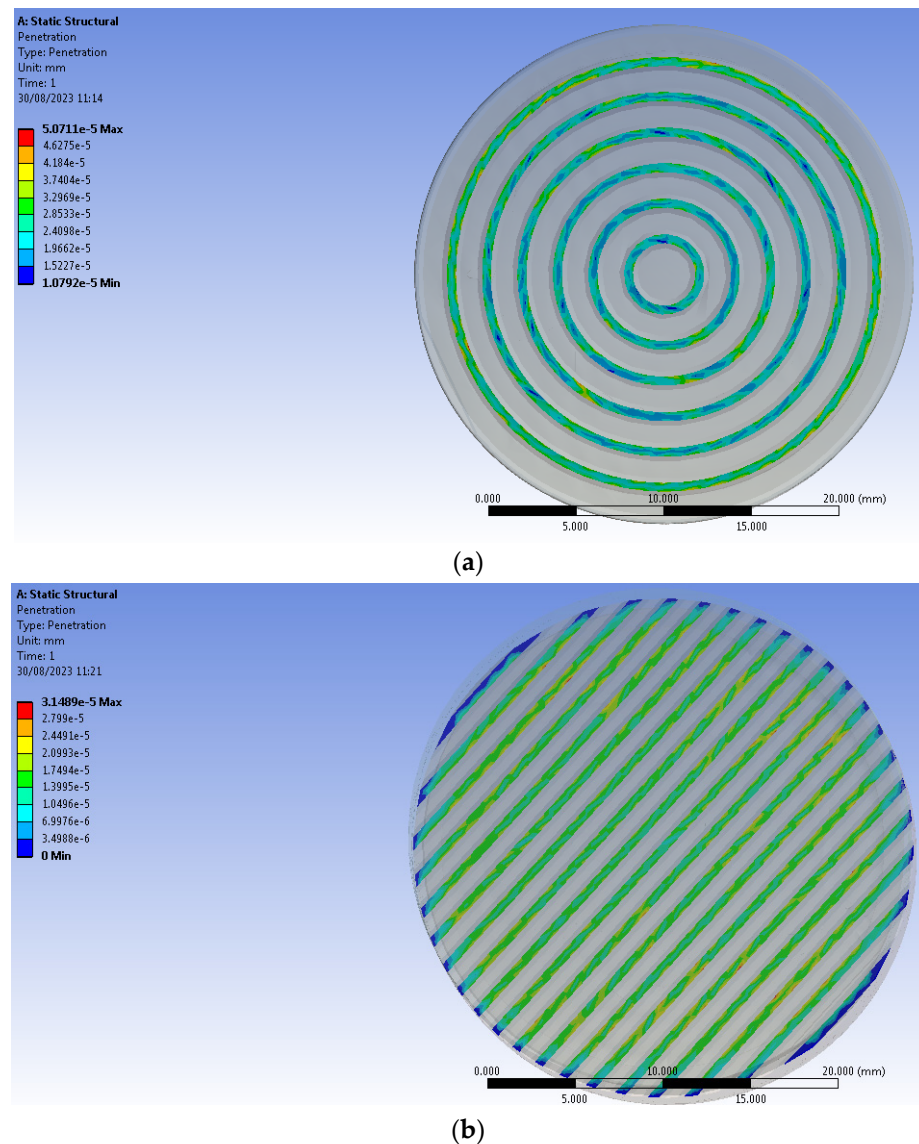 A: Static Structural
Penetration
Type: Penetration
Unit: mm
Time: 1
30/08/2023 11:14
5.0711e-5 Max
4.6275e-5
4.184e-5
3.7404e-5
3.2969e-5
2.8533e-5
2.4098e-5
1.9662e-5
1.5227e-5
1.0792e-5 Min
0.000 10.000 20.000 (mm)
5.000 15.000
(a)
A: Static Structural
Penetration
Type: Penetration
Unit: mm
Time: 1
30/08/2023 11:21
3.1489e-5 Max
2.799e-5
2.4491e-5
2.0993e-5
1.7494e-5
1.3995e-5
1.0496e-5
6.9976e-6
3.4988e-6
0 Min
0.000 10.000 20.000 (mm)
5.000 15.000
(b)